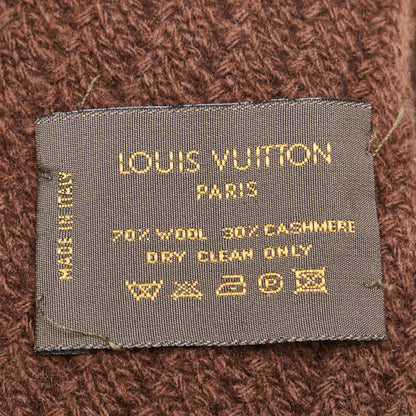 LOUIS VUITTON
PARIS
MADE IN ITALY
70% WOOL 30% CASHMERE
DRY CLEAN ONLY
P